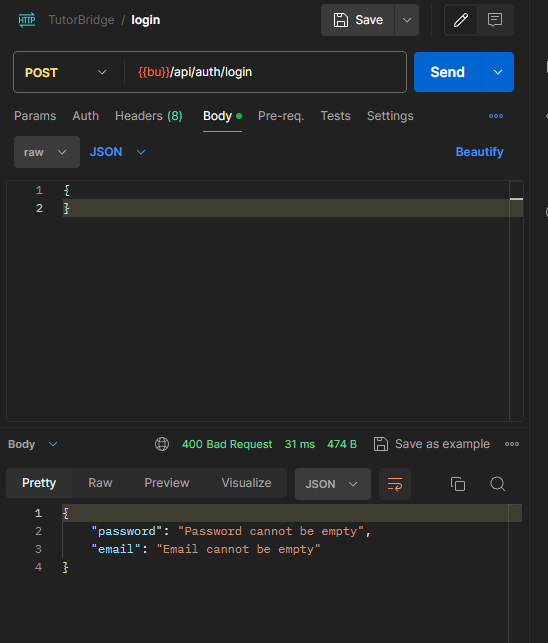 HTTP TutorBridge / login Save
POST {{bu}}/api/auth/login Send
Params Auth Headers (8) Body Pre-req. Tests Settings
raw JSON Beautify
1 {
2 }
Body 400 Bad Request 31 ms 474 B Save as example
Pretty Raw Preview Visualize JSON
1 {
2 "password": "Password cannot be empty",
3 "email": "Email cannot be empty"
4 }